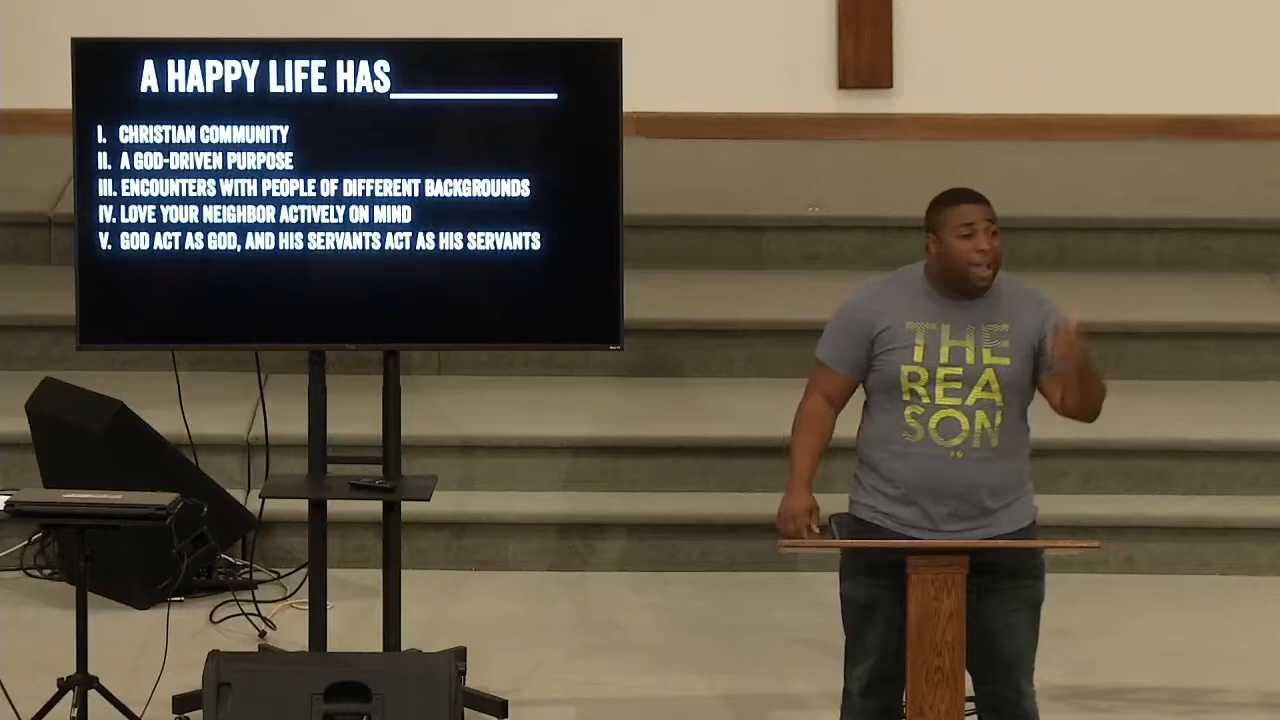 A HAPPY LIFE HAS__________
I. CHRISTIAN COMMUNITY
II. A GOD-DRIVEN PURPOSE
III. ENCOUNTERS WITH PEOPLE OF DIFFERENT BACKGROUNDS
IV. LOVE YOUR NEIGHBOR ACTIVELY ON MIND
V. GOD ACT AS GOD, AND HIS SERVANTS ACT AS HIS SERVANTS
THE
REA
SON